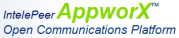 IntelePeer AppworX™
Open Communications Platform